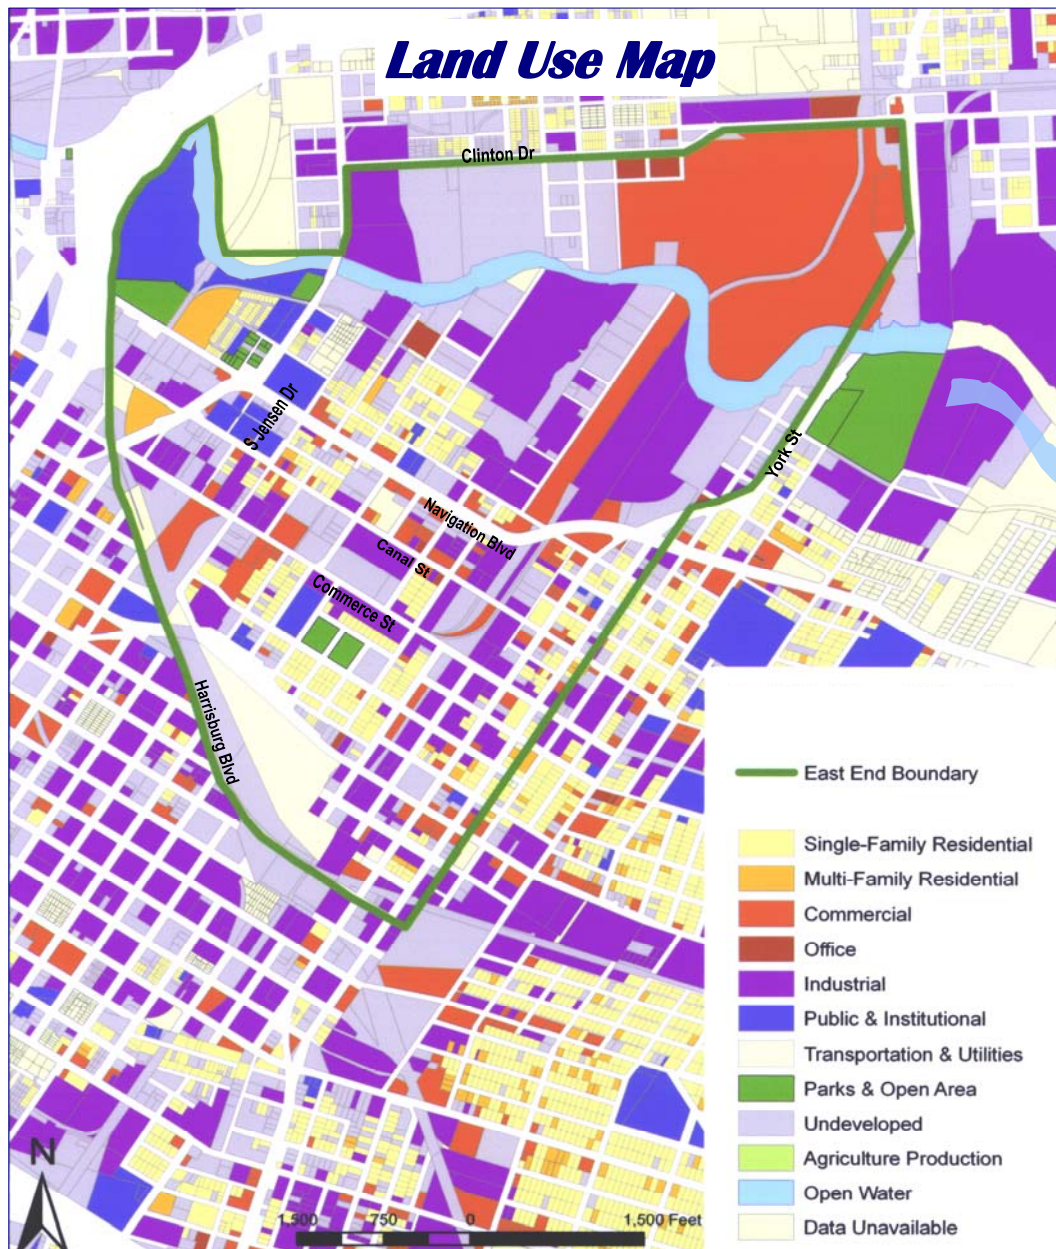 Land Use Map
Clinton Dr
S Jensen Dr
York St
Navigation Blvd
Canal St
Commerce St
Harrisburg Blvd
East End Boundary
Single-Family Residential
Multi-Family Residential
Commercial
Office
Industrial
Public & Institutional
Transportation & Utilities
Parks & Open Area
Undeveloped
Agriculture Production
Open Water
Data Unavailable
N
1,500 750 0 1,500 Feet